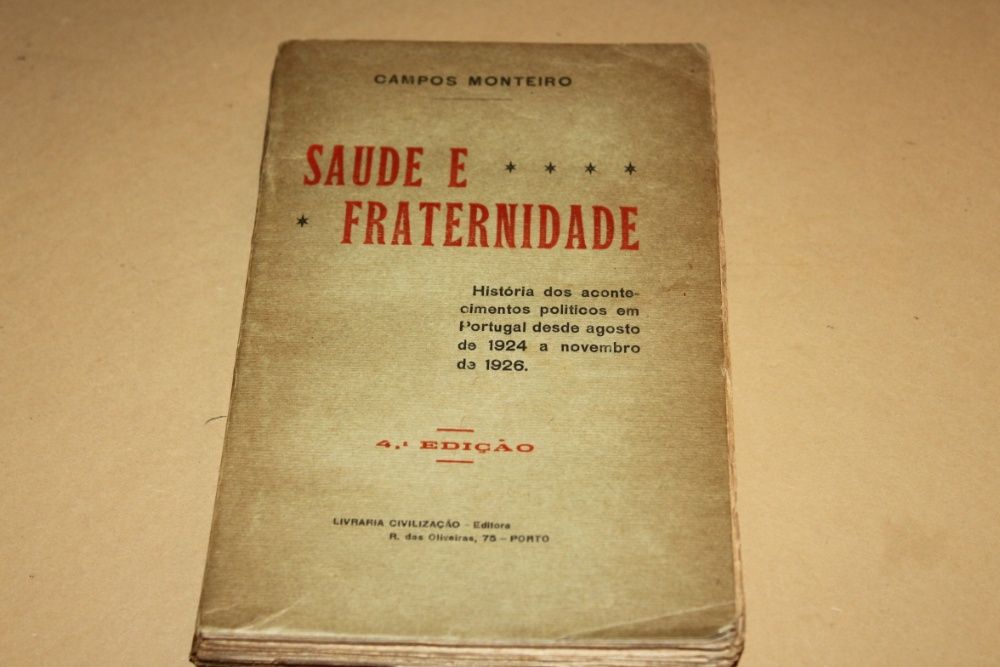 CAMPOS MONTEIRO
SAUDE E * * * *
* FRATERNIDADE
História dos aconte-
cimentos politicos em
Portugal desde agosto
de 1924 a novembro
de 1926.
4.ª EDIÇÃO
LIVRARIA CIVILIZAÇÃO - Editora
R. das Oliveiras, 75 - PORTO